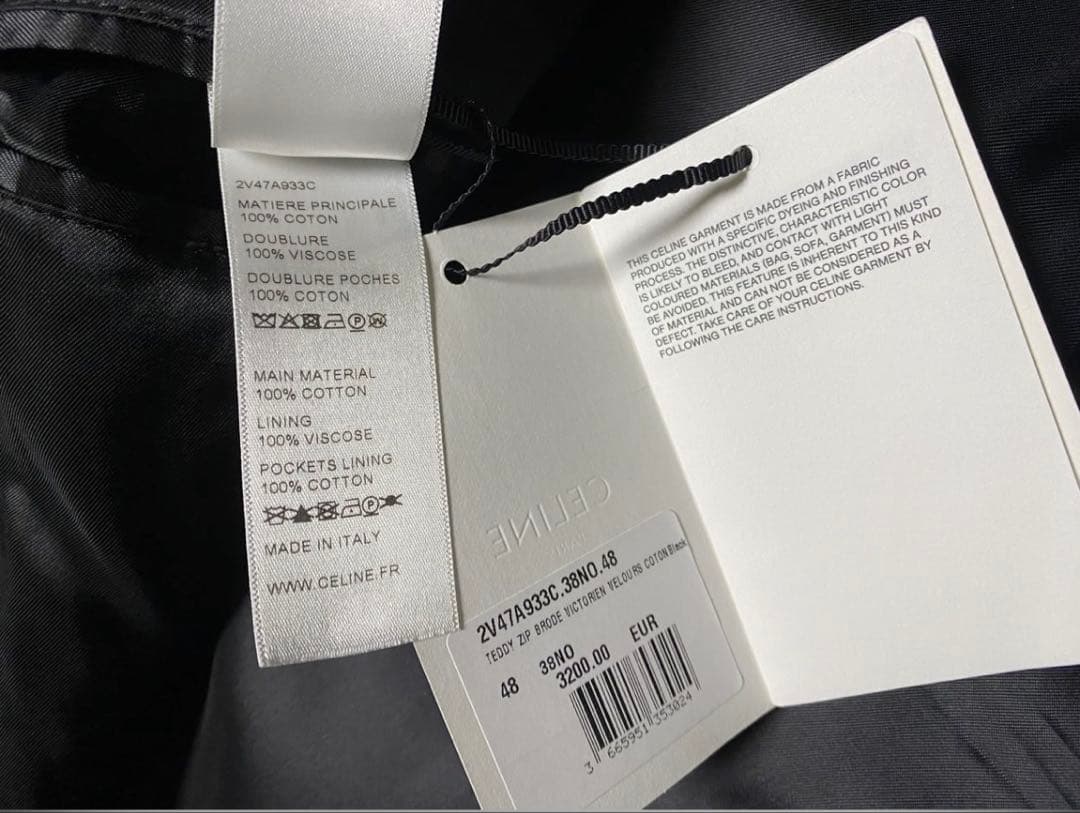 2V47A933C
MATIERE PRINCIPALE
100% COTON
DOUBLURE
100% VISCOSE
DOUBLURE POCHES
100% COTON
MAIN MATERIAL
100% COTTON
LINING
100% VISCOSE
POCKETS LINING
100% COTTON
MADE IN ITALY
WWW.CELINE.FR
THIS CELINE GARMENT IS MADE FROM A FABRIC
PRODUCED WITH A SPECIFIC DYEING AND FINISHING
PROCESS. THE DISTINCTIVE, CHARACTERISTIC COLOR
IS LIKELY TO BLEED, AND CONTACT WITH LIGHT
COLOURED MATERIALS (BAG, SOFA, GARMENT) MUST
BE AVOIDED. THIS FEATURE IS INHERENT TO THIS KIND
OF MATERIAL AND CAN NOT BE CONSIDERED AS A
DEFECT. TAKE CARE OF YOUR CELINE GARMENT BY
FOLLOWING THE CARE INSTRUCTIONS.
CELINE
2V47A933C.38NO.48
TEDDY ZIP BRODE VICTORIEN VELOURS COTON Black
48 38NO
3200.00 EUR
3 665951 353024